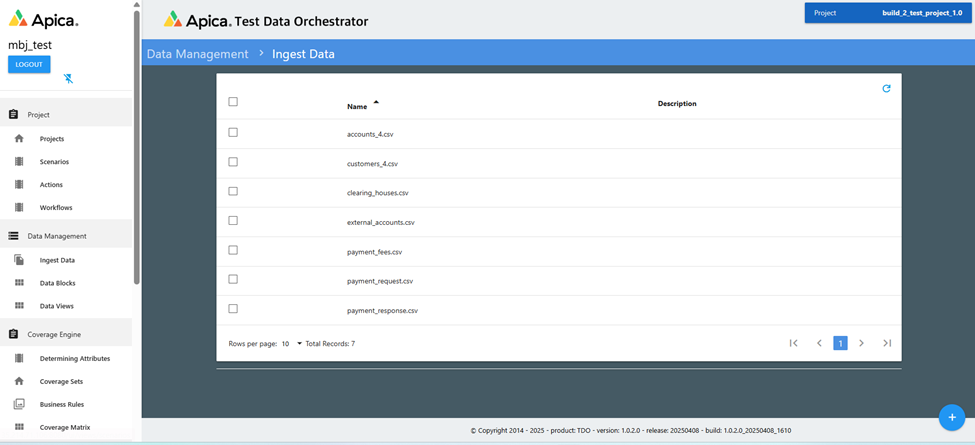 Apica.
mbj_test
LOGOUT
Project
Projects
Scenarios
Actions
Workflows
Data Management
Ingest Data
Data Blocks
Data Views
Coverage Engine
Determining Attributes
Coverage Sets
Business Rules
Coverage Matrix
Apica. Test Data Orchestrator
Project build_2_test_project_1.0
Data Management > Ingest Data
Name Description
accounts_4.csv
customers_4.csv
clearing_houses.csv
external_accounts.csv
payment_fees.csv
payment_request.csv
payment_response.csv
Rows per page: 10 Total Records: 7 1
© Copyright 2014 - 2025 - product: TDO - version: 1.0.2.0 - release: 20250408 - build: 1.0.2.0_20250408_1610